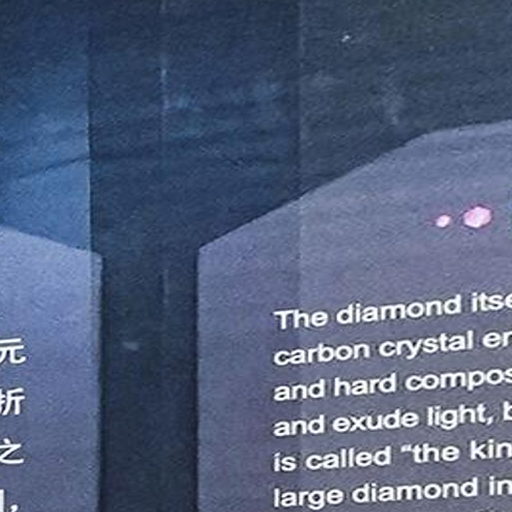 元
折
之
The diamond itse
carbon crystal en
and hard compos
and exude light, b
is called “the kin
large diamond in